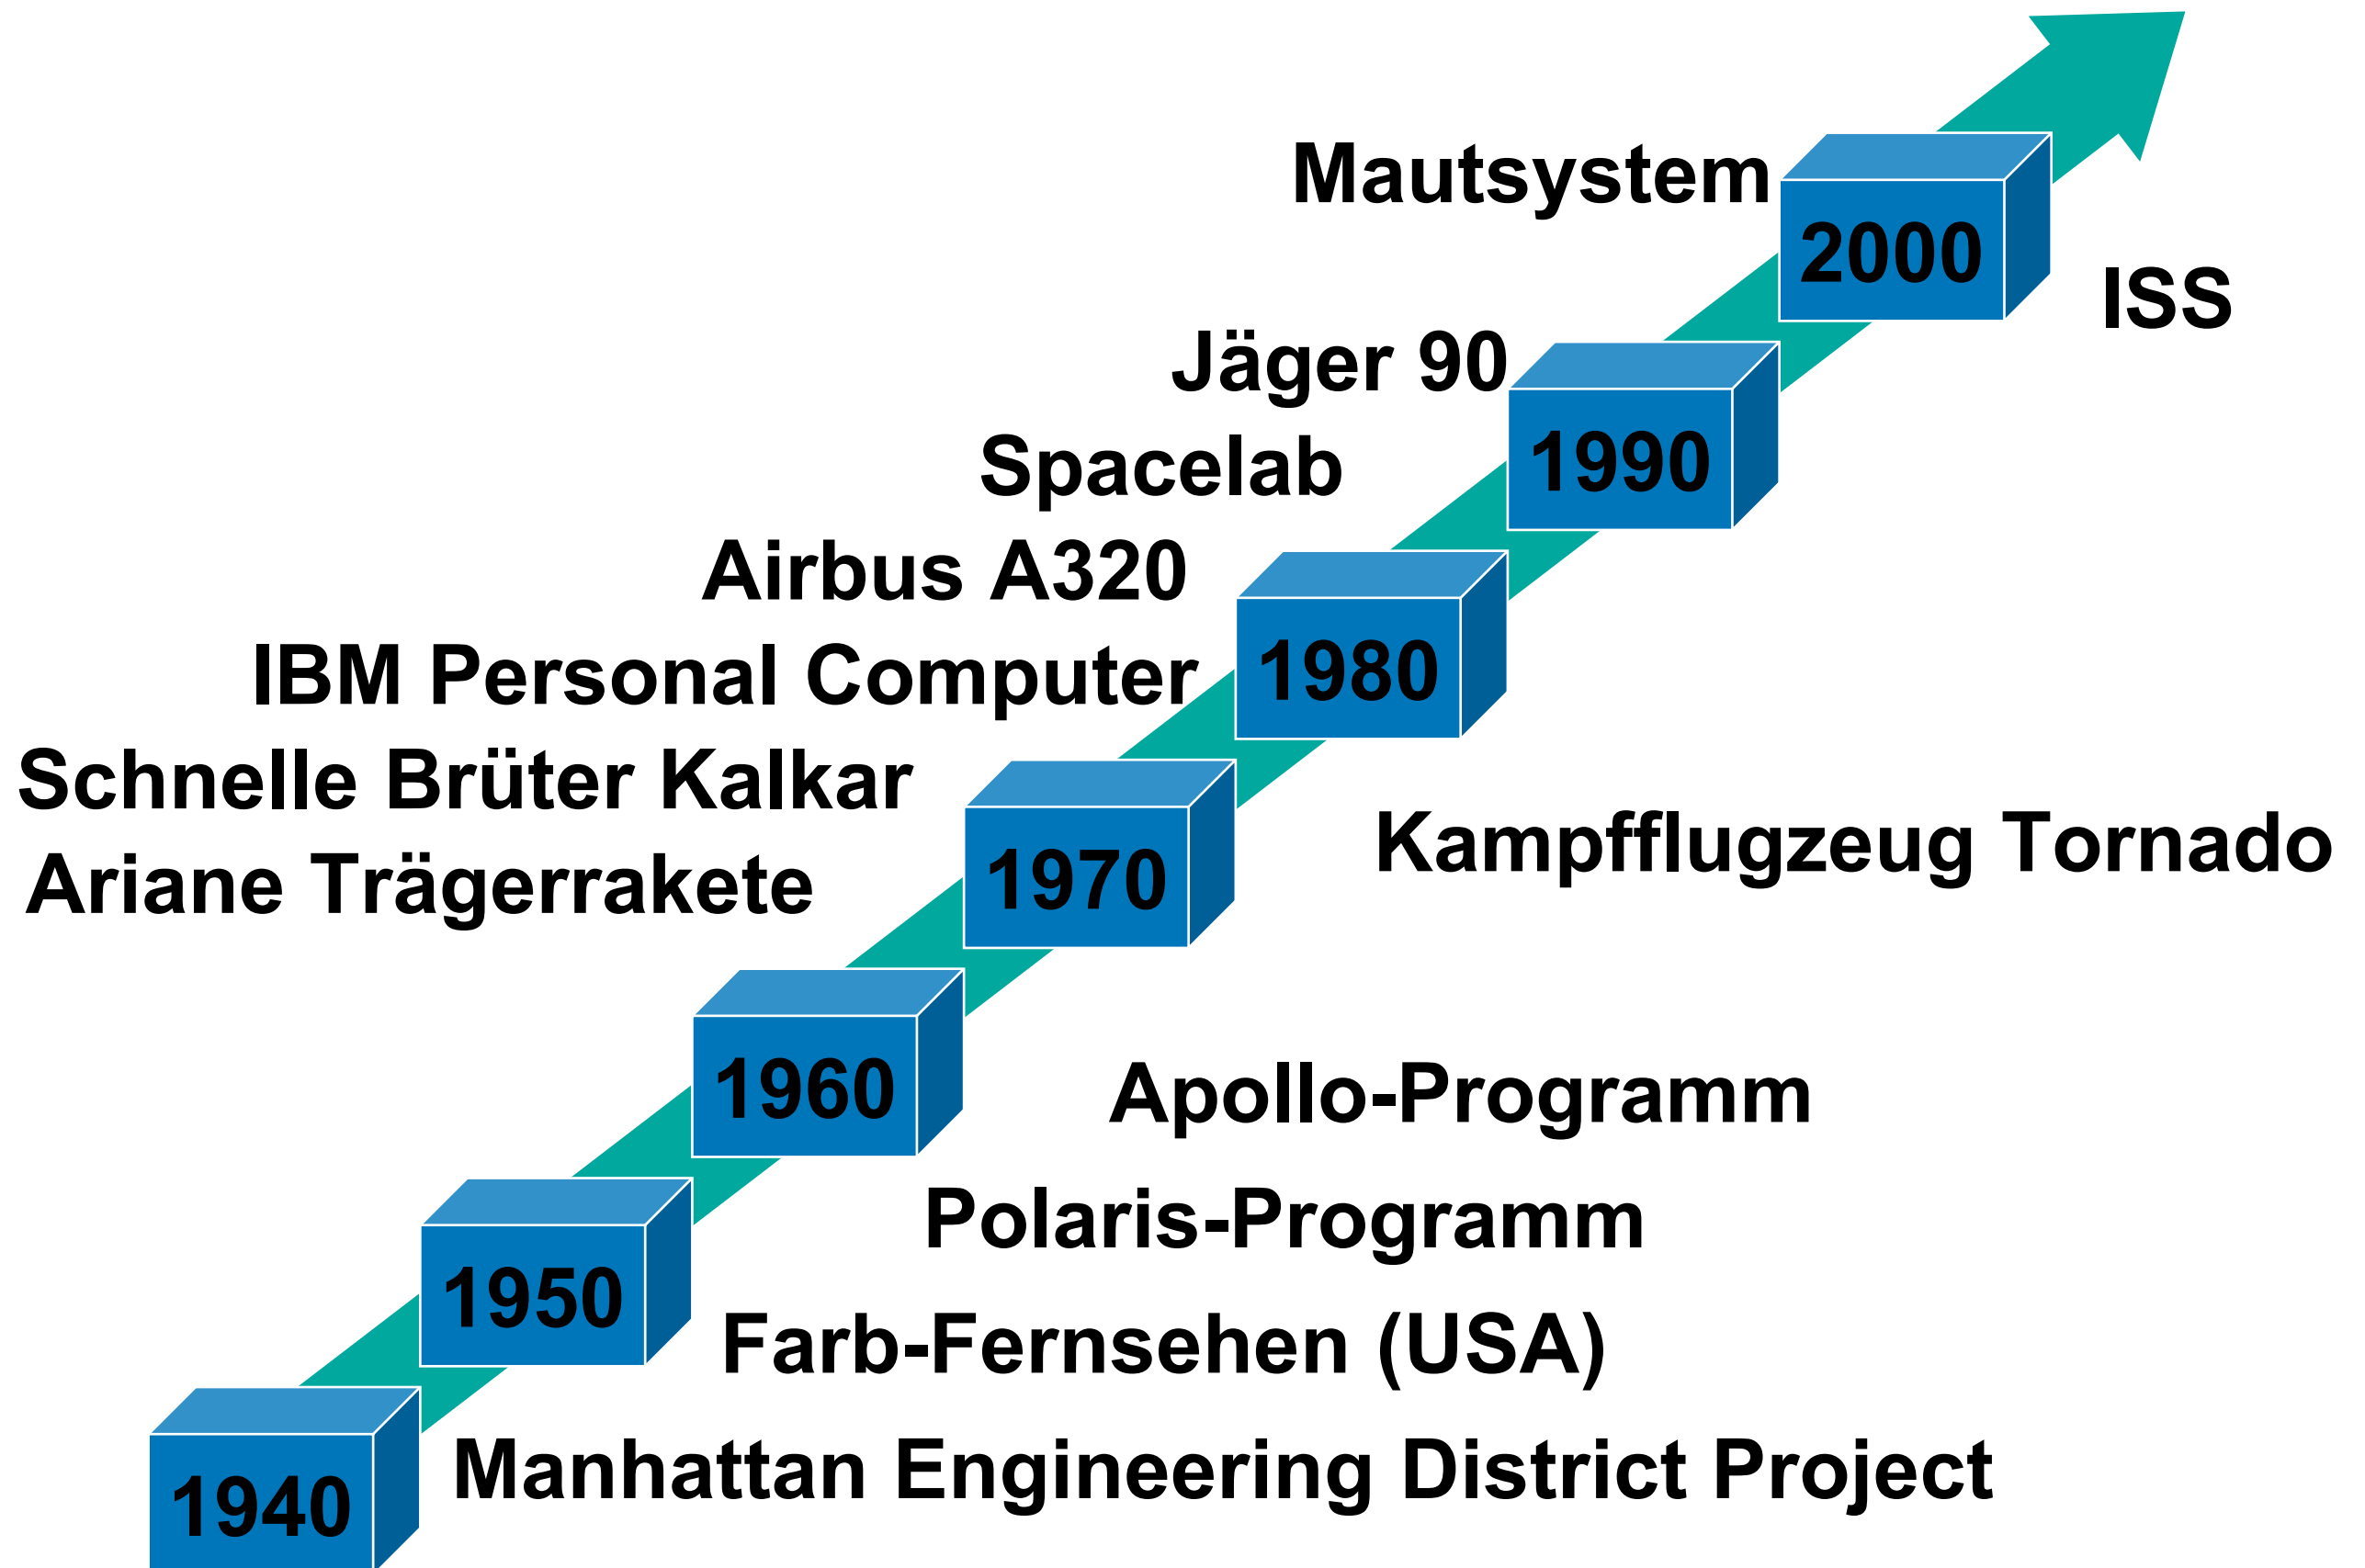 Mautsystem
2000
ISS
Jäger 90
1990
Spacelab
Airbus A320
1980
IBM Personal Computer
Schnelle Brüter Kalkar
Kampfflugzeug Tornado
1970
Ariane Trägerrakete
1960
Apollo-Programm
Polaris-Programm
1950
Farb-Fernsehen (USA)
Manhattan Engineering District Project
1940